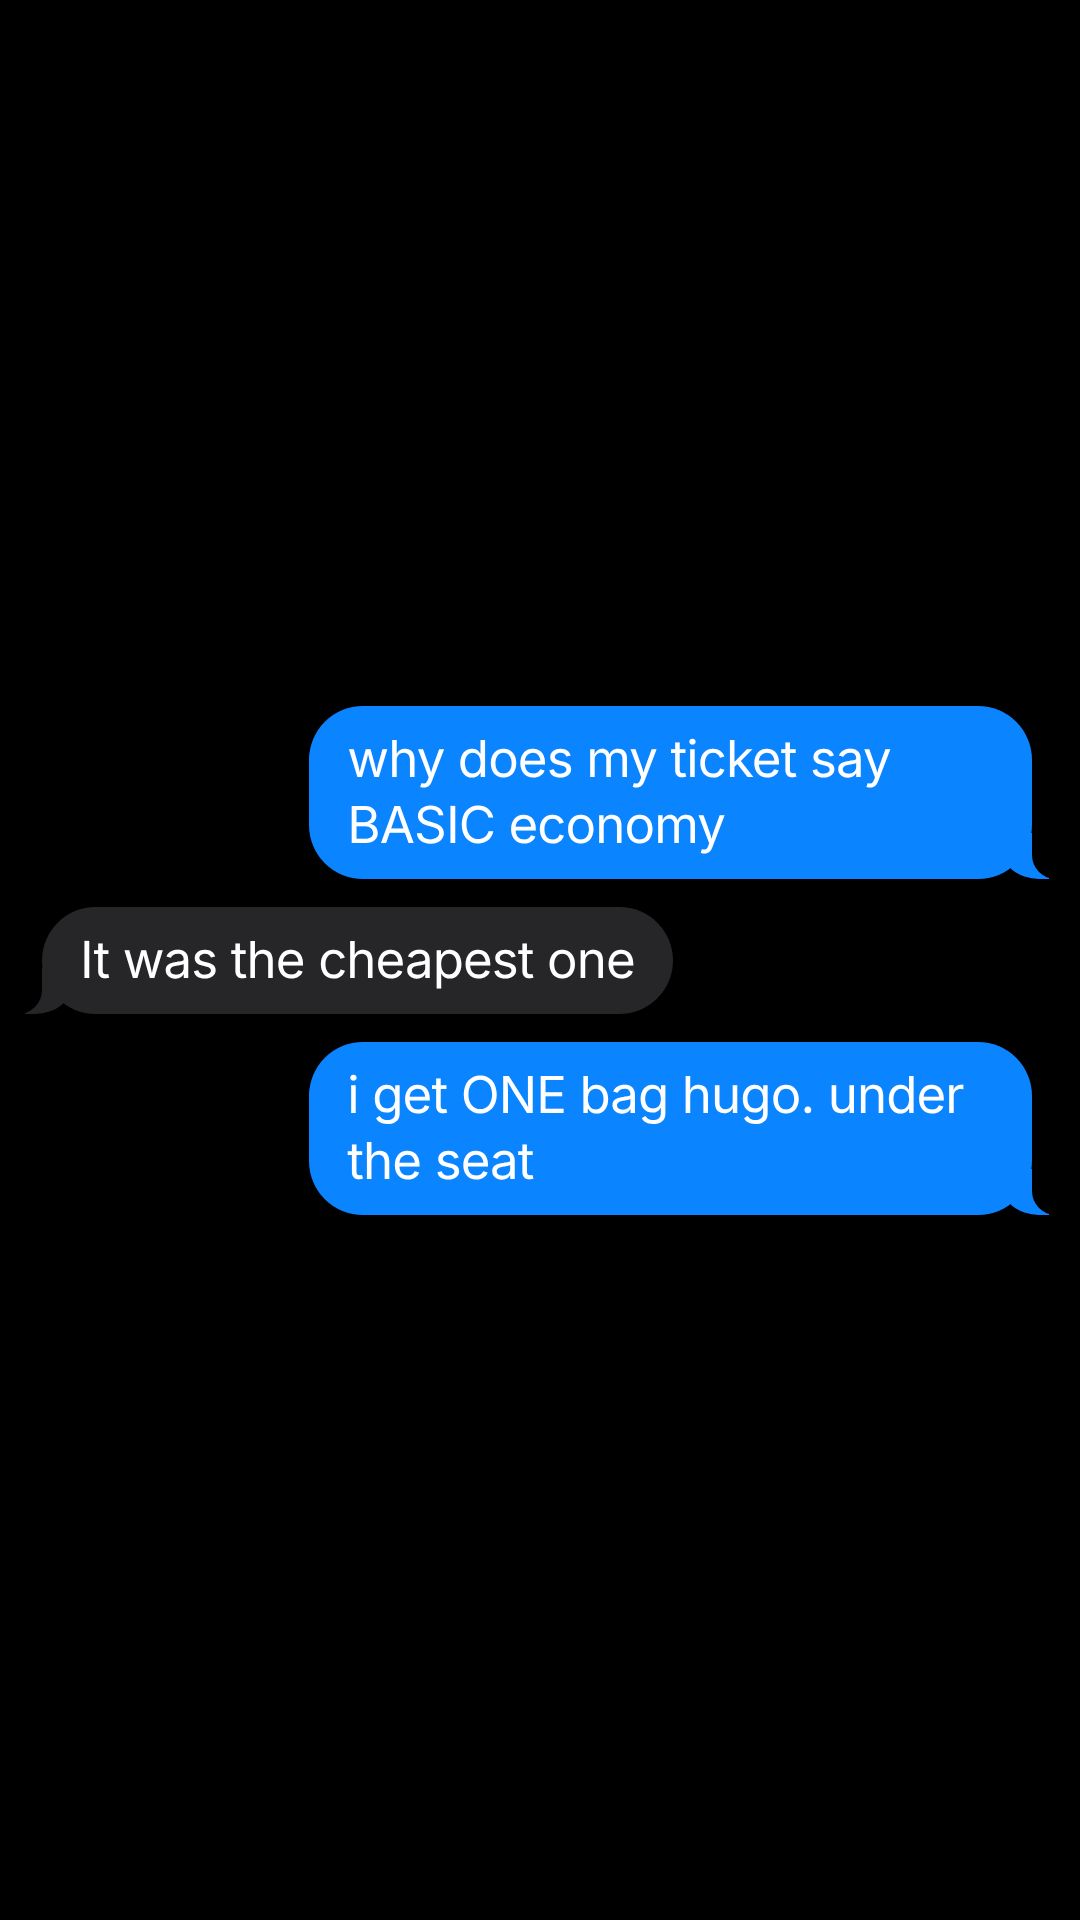 why does my ticket say
BASIC economy
It was the cheapest one
i get ONE bag hugo. under
the seat